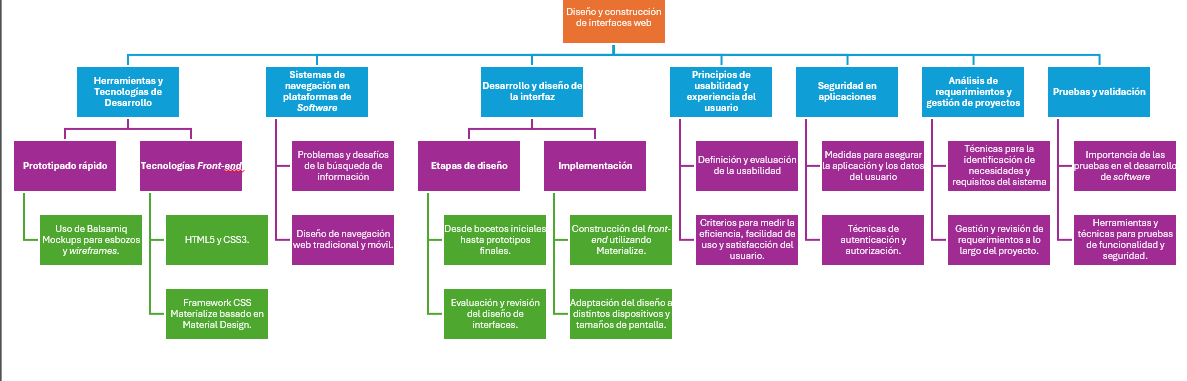 Diseño y construcción
de interfaces web
Herramientas y
Tecnologías de
Desarrollo
Sistemas de
navegación en
plataformas de
Software
Desarrollo y diseño de
la interfaz
Principios de
usabilidad y
experiencia del
usuario
Seguridad en
aplicaciones
Análisis de
requerimientos y
gestión de proyectos
Pruebas y validación
Prototipado rápido
Tecnologías Front-end.
Problemas y desafíos
de la búsqueda de
información
Etapas de diseño
Implementación
Definición y evaluación
de la usabilidad
Medidas para asegurar
la aplicación y los datos
del usuario
Técnicas para la
identificación de
necesidades y
requisitos del sistema
Importancia de las
pruebas en el desarrollo
de software
Uso de Balsamiq
Mockups para esbozos
y wireframes.
HTML5 y CSS3.
Diseño de navegación
web tradicional y móvil.
Desde bocetos iniciales
hasta prototipos
finales.
Construcción del front-
end utilizando
Materialize.
Criterios para medir la
eficiencia, facilidad de
uso y satisfacción del
usuario.
Técnicas de
autenticación y
autorización.
Gestión y revisión de
requerimientos a lo
largo del proyecto.
Herramientas y
técnicas para pruebas
de funcionalidad y
seguridad.
Framework CSS
Materialize basado en
Material Design.
Evaluación y revisión
del diseño de
interfaces.
Adaptación del diseño a
distintos dispositivos y
tamaños de pantalla.